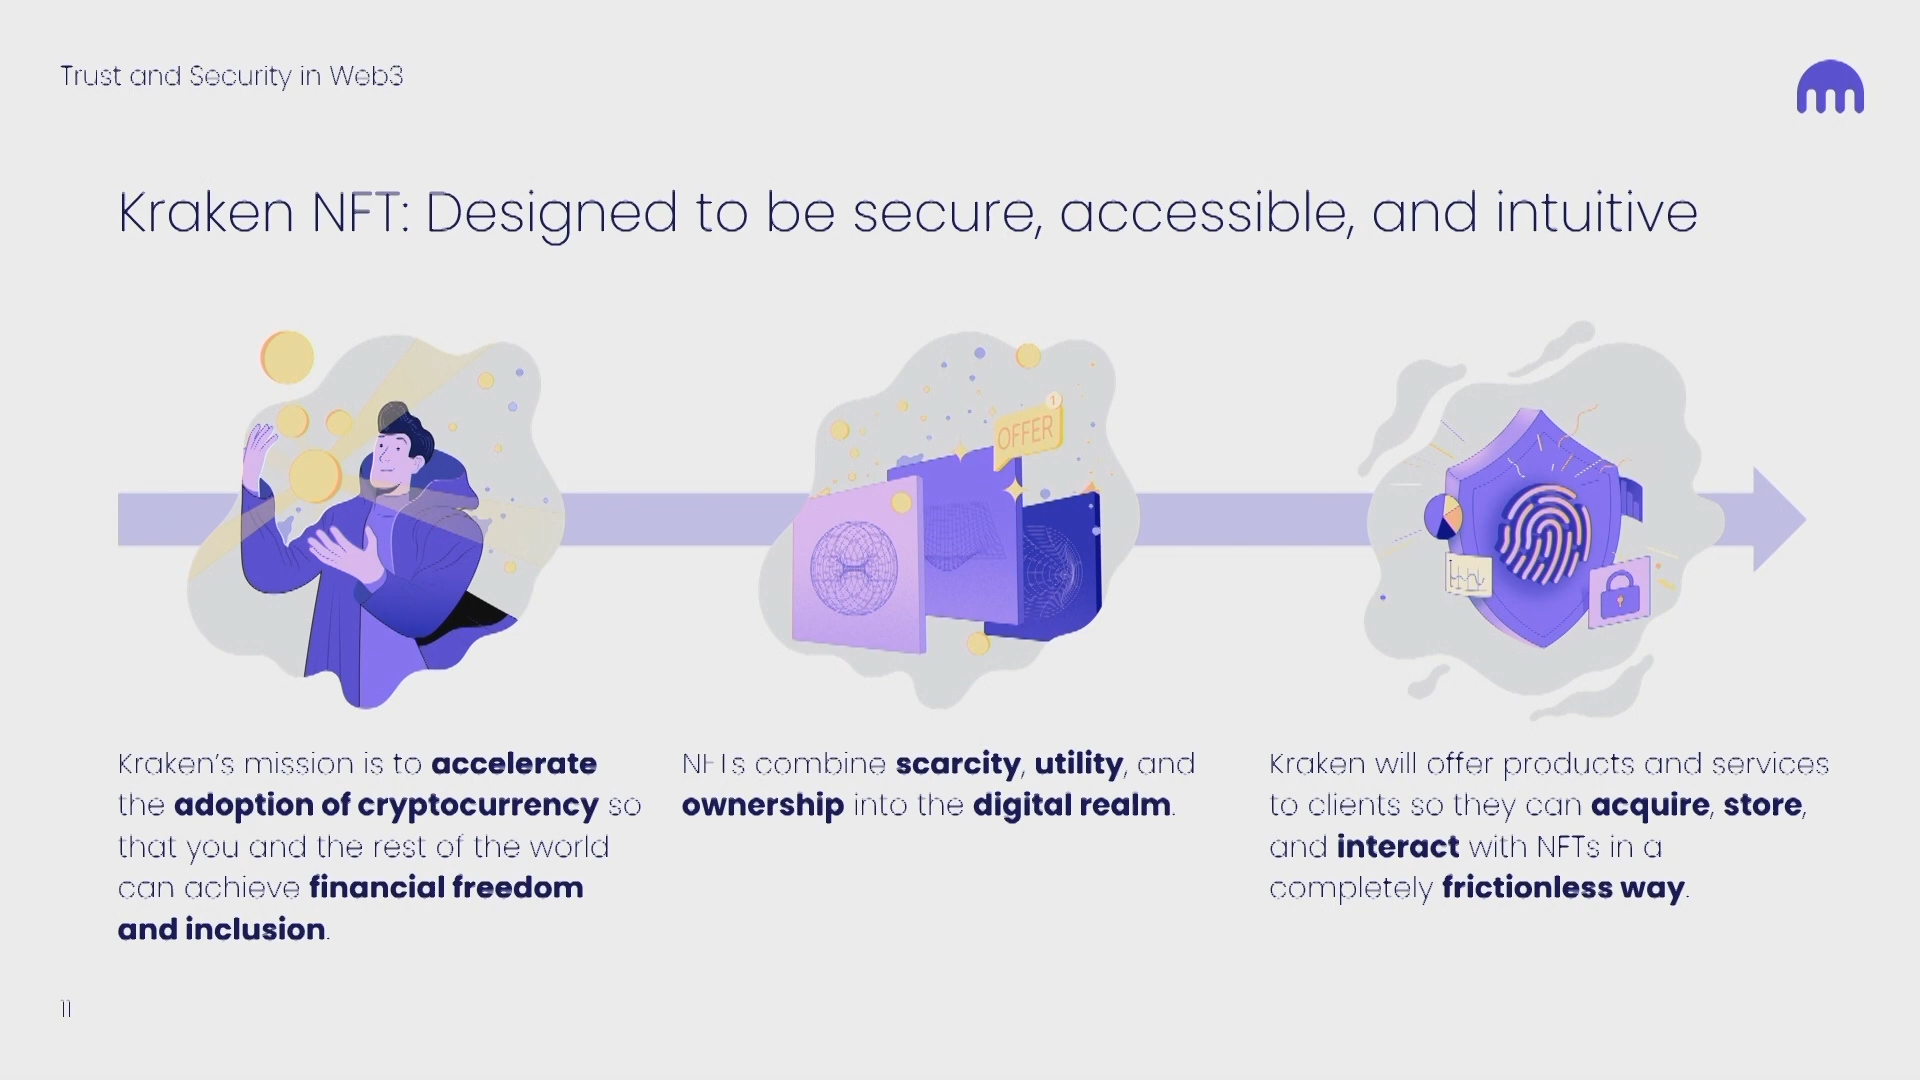 Trust and Security in Web3
Kraken NFT: Designed to be secure, accessible, and intuitive
1
OFFER
Kraken's mission is to accelerate
the adoption of cryptocurrency so
that you and the rest of the world
can achieve financial freedom
and inclusion.
NFTs combine scarcity, utility, and
ownership into the digital realm.
Kraken will offer products and services
to clients so they can acquire, store,
and interact with NFTs in a
completely frictionless way.
11